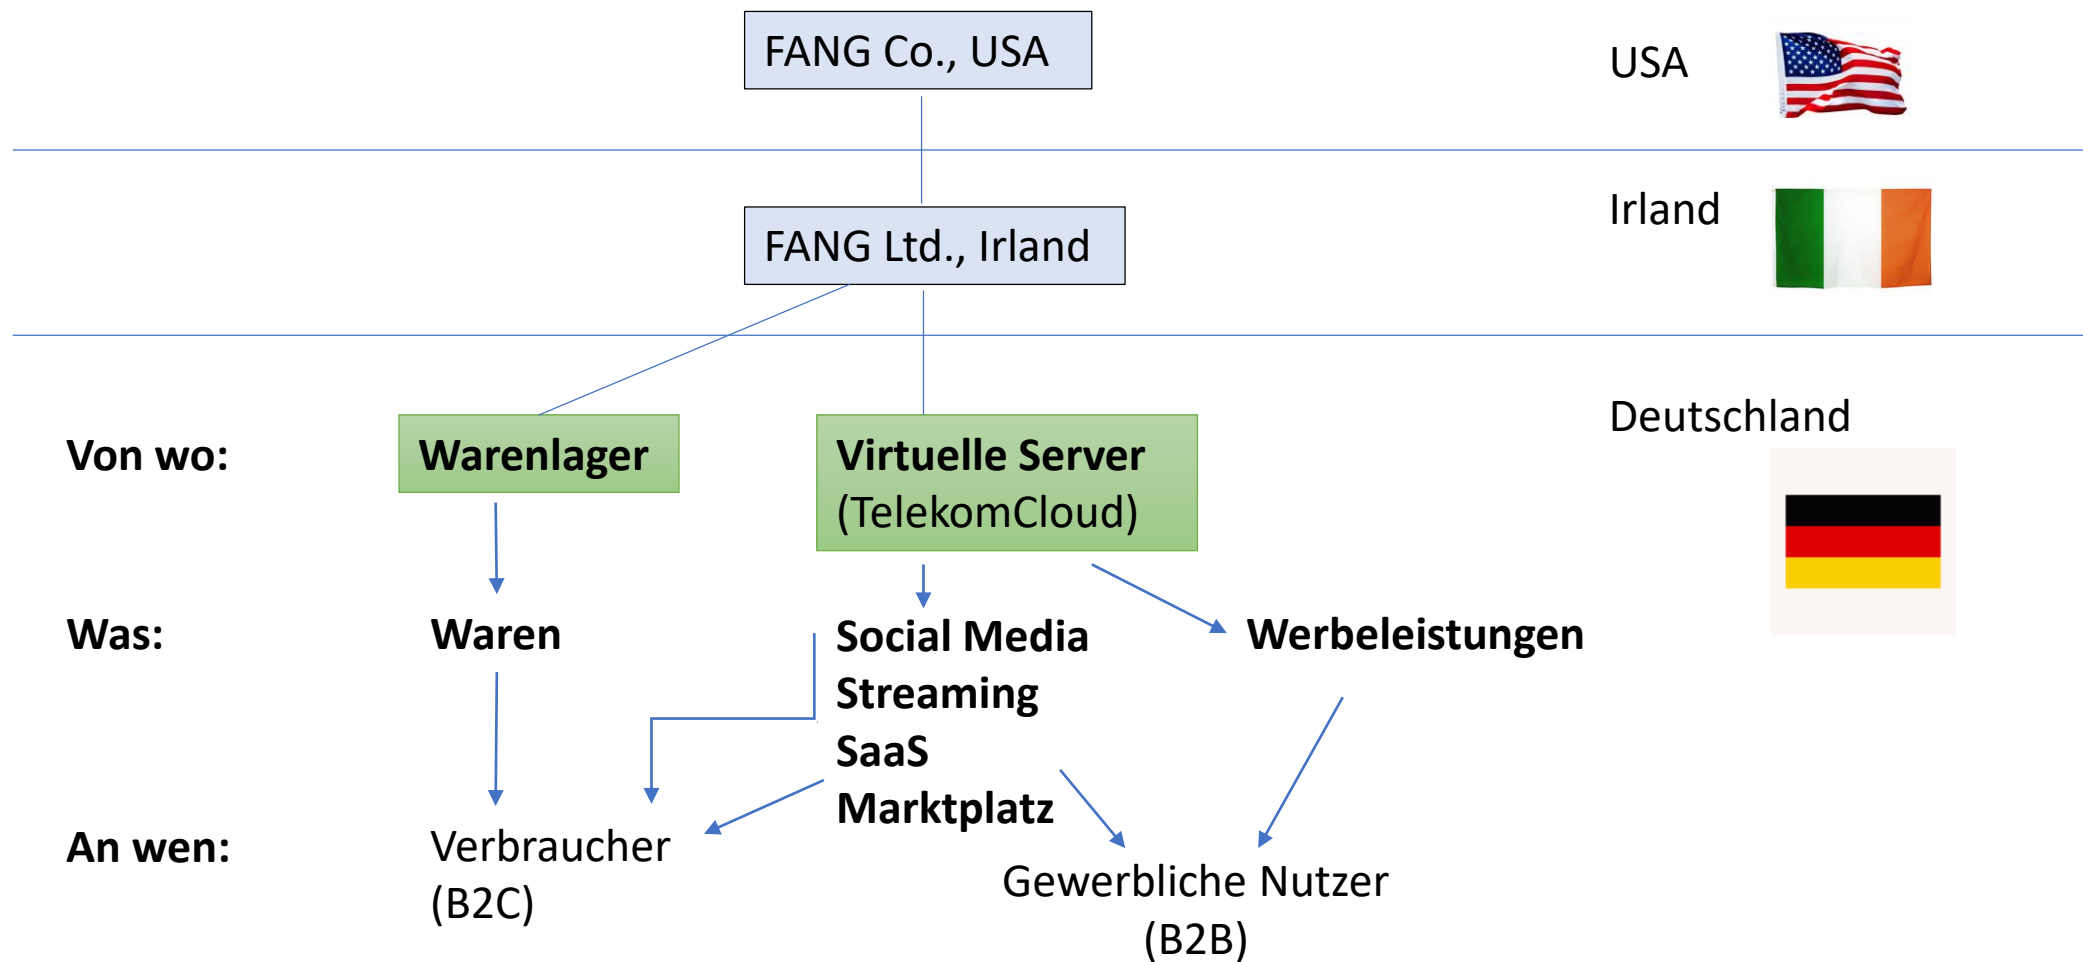 FANG Co., USA
USA
Irland
FANG Ltd., Irland
Deutschland
Von wo:
Warenlager
Virtuelle Server
(TelekomCloud)
Was:
Waren
Social Media
Streaming
SaaS
Marktplatz
Werbeleistungen
An wen:
Verbraucher
(B2C)
Gewerbliche Nutzer
(B2B)